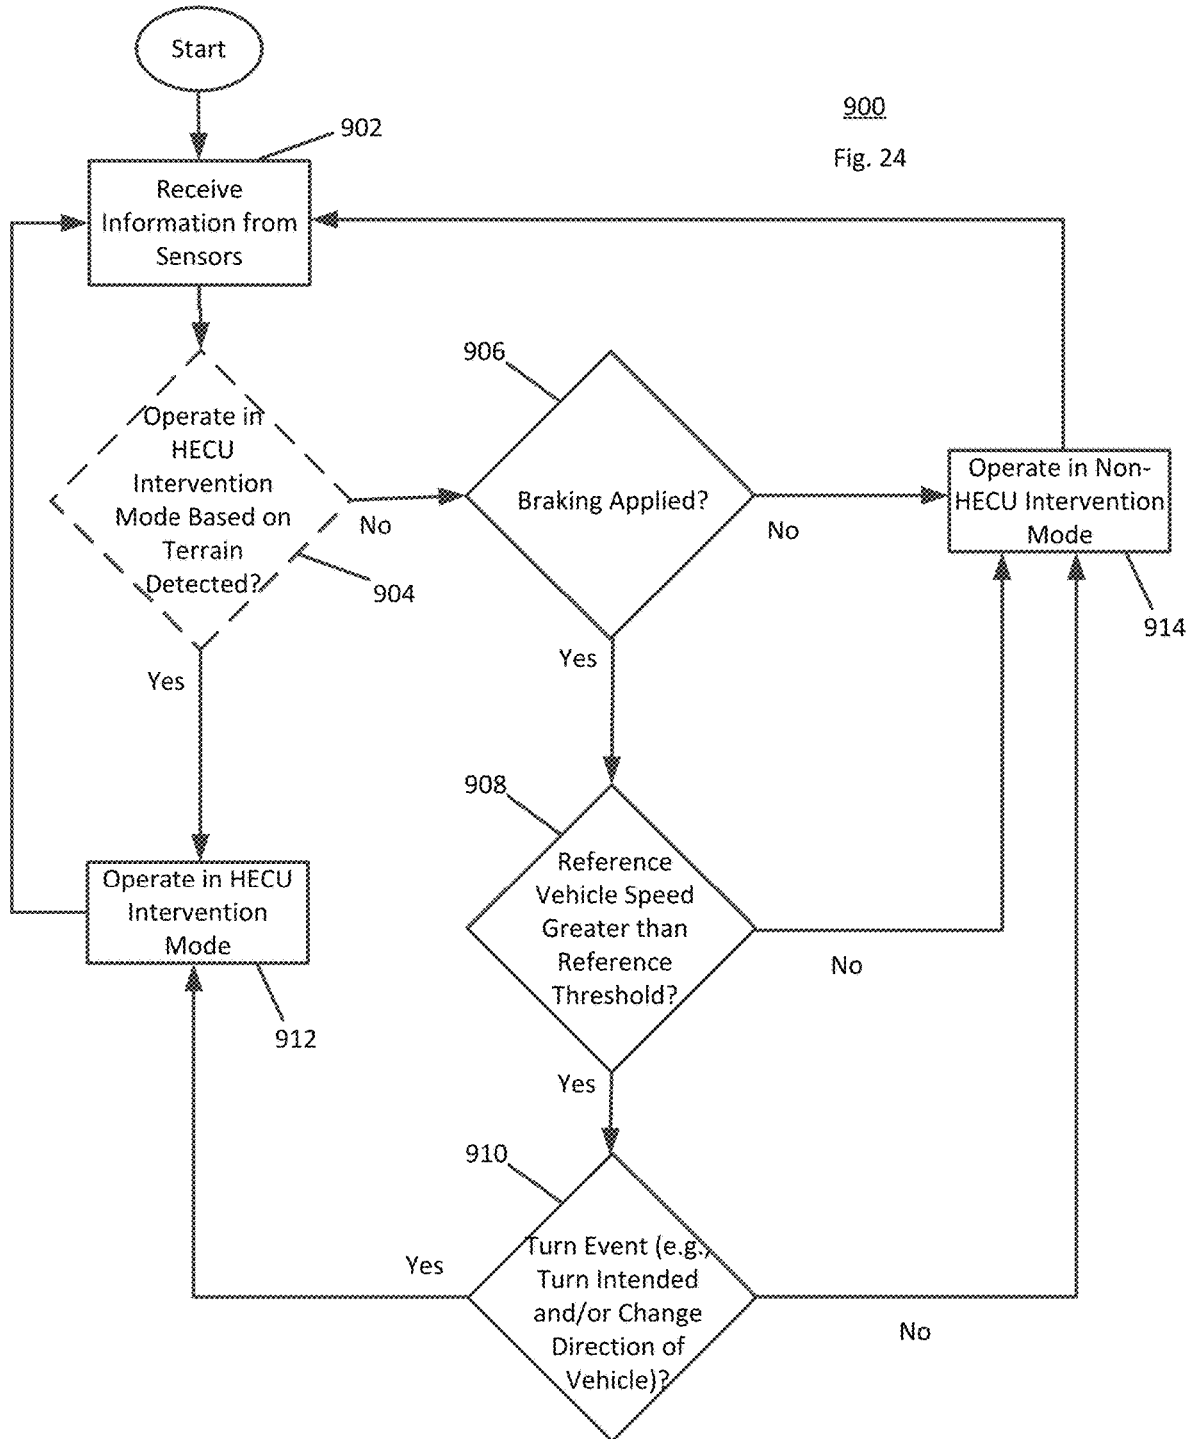 Start
900
Fig. 24
902
Receive
Information from
Sensors
906
Operate in
HECU
Intervention
Mode Based on
Terrain
Detected?
No
904
Braking Applied?
No
Operate in Non-
HECU Intervention
Mode
914
Yes
Yes
908
Reference
Vehicle Speed
Greater than
Reference
Threshold?
No
Operate in HECU
Intervention
Mode
912
Yes
910
Turn Event (e.g.,
Turn Intended
and/or Change
Direction of
Vehicle)?
Yes
No